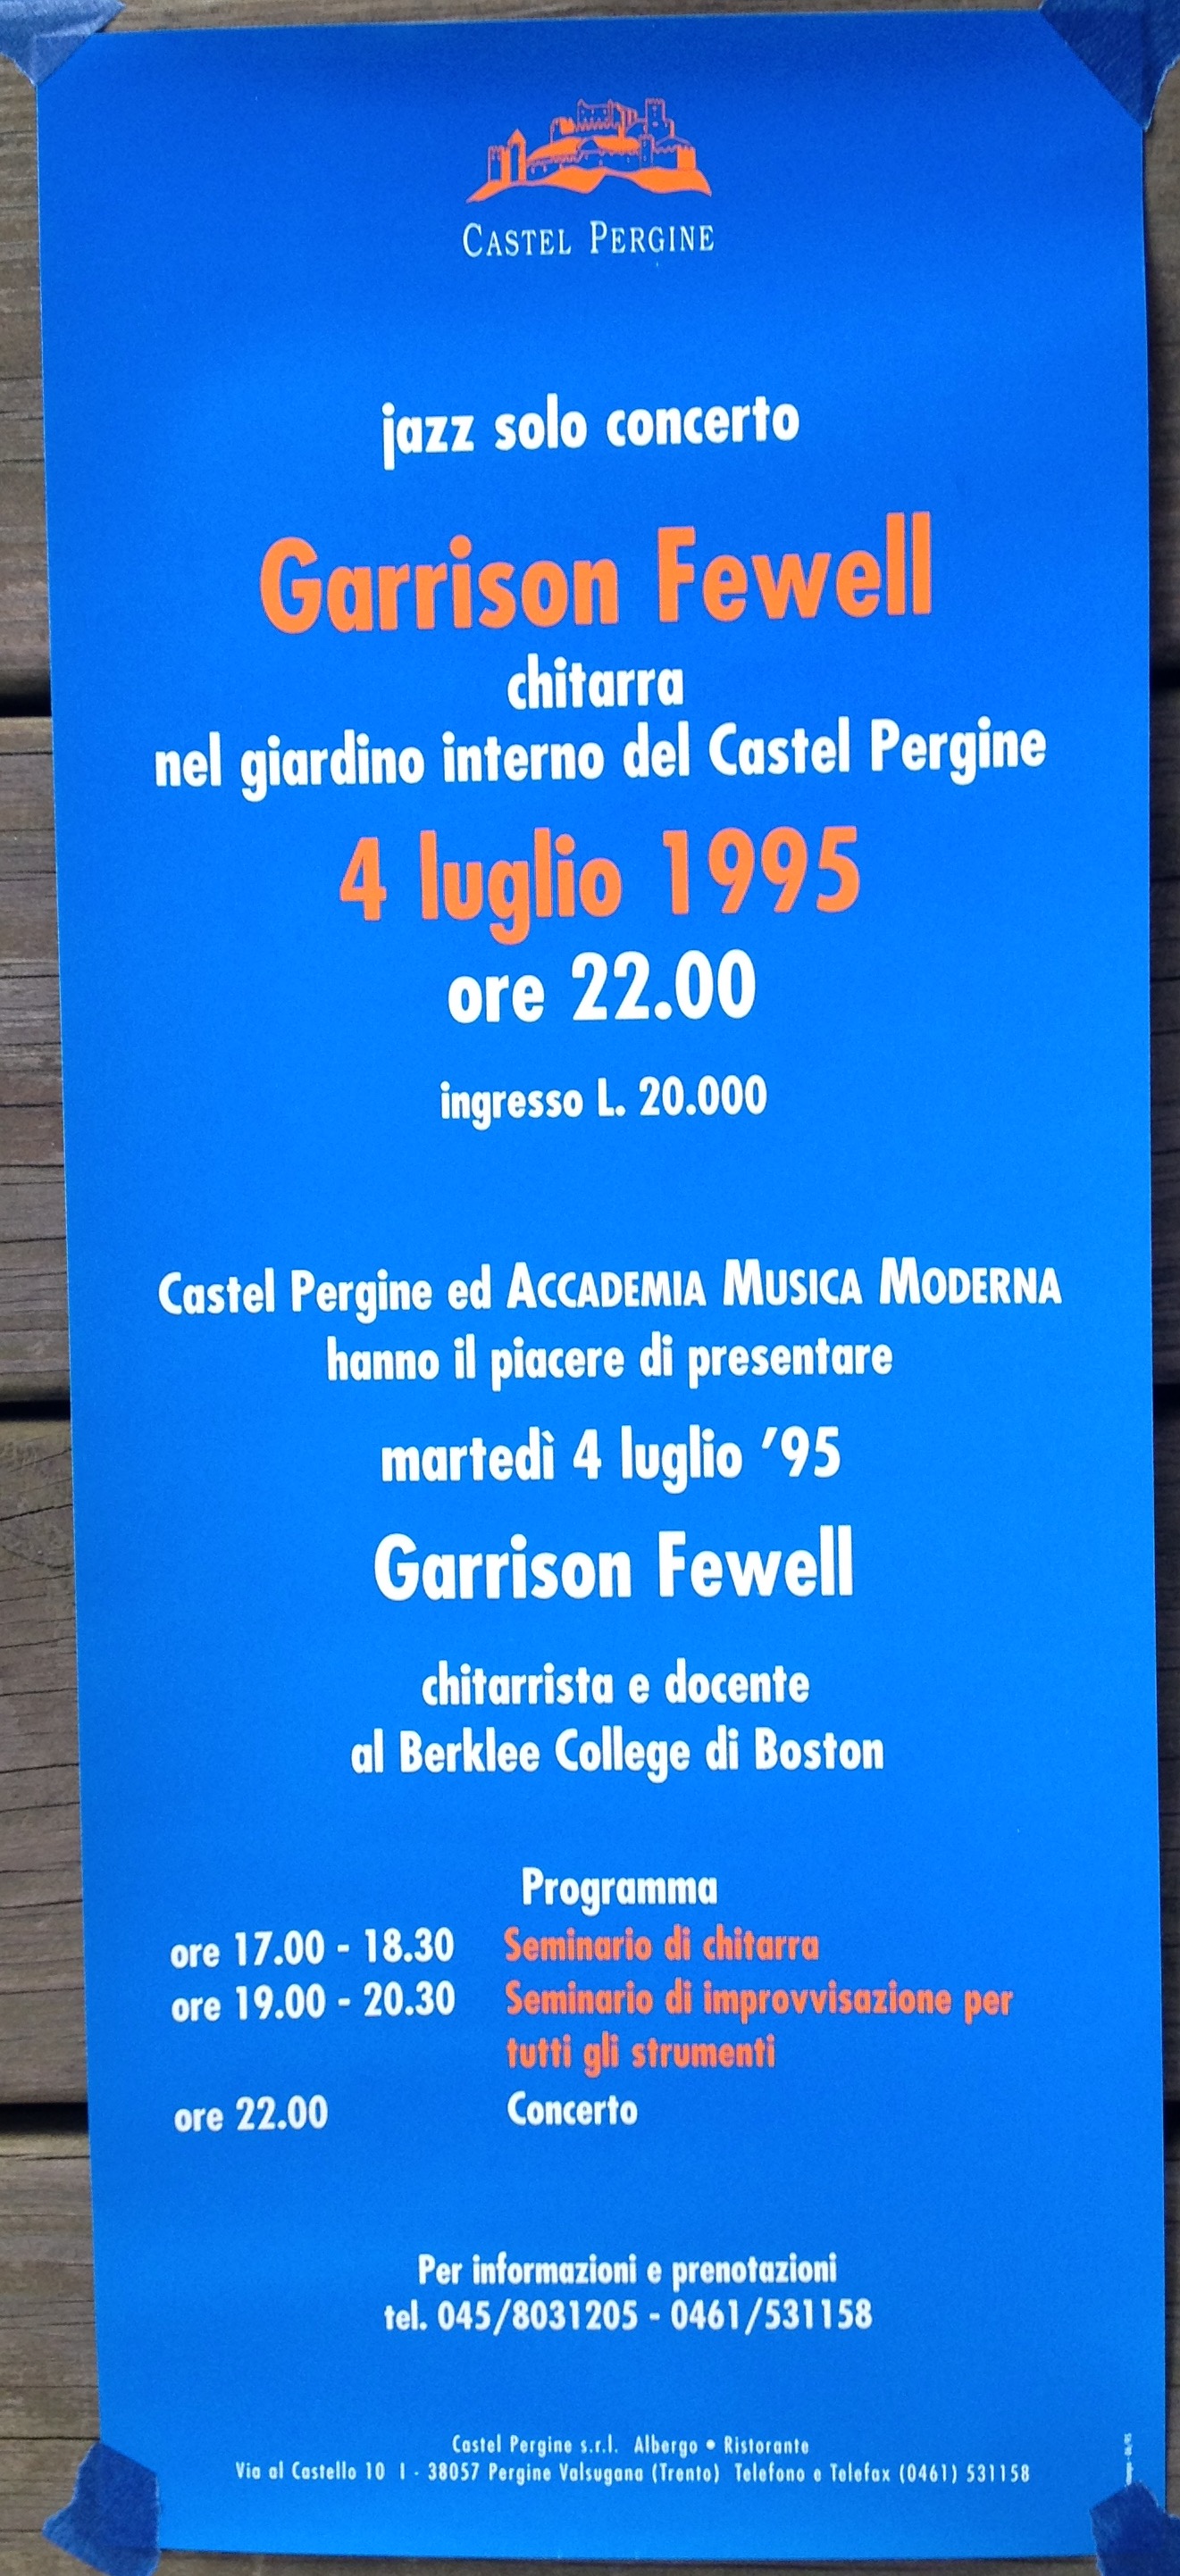 CASTEL PERGINE
jazz solo concerto
Garrison Fewell
chitarra
nel giardino interno del Castel Pergine
4 luglio 1995
ore 22.00
ingresso L. 20.000
Castel Pergine ed ACCADEMIA MUSICA MODERNA
hanno il piacere di presentare
martedì 4 luglio '95
Garrison Fewell
chitarrista e docente
al Berklee College di Boston
Programma
ore 17.00 - 18.30 Seminario di chitarra
ore 19.00 - 20.30 Seminario di improvvisazione per
tutti gli strumenti
ore 22.00 Concerto
Per informazioni e prenotazioni
tel. 045/8031205 - 0461/531158
Castel Pergine s.r.l. Albergo • Ristorante
Via al Castello 10 I - 38057 Pergine Valsugana (Trento) Telefono e Telefax (0461) 531158